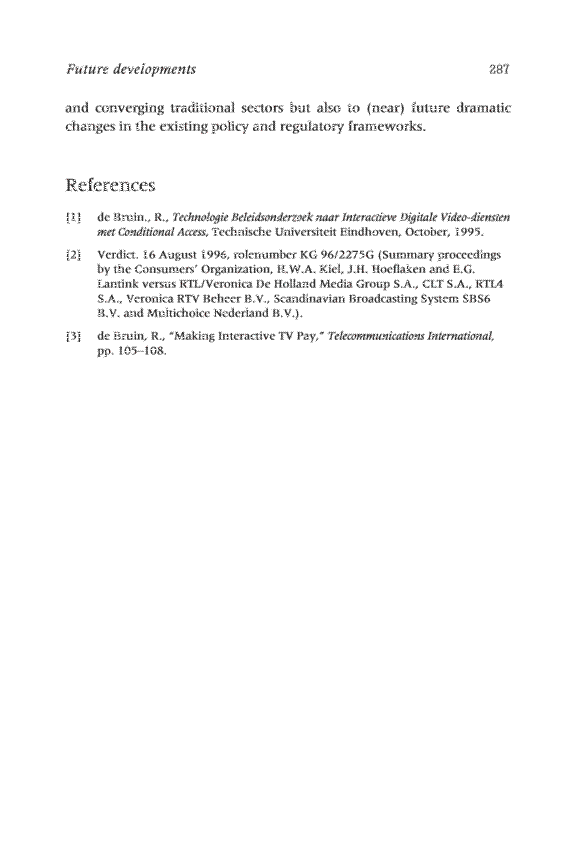 Future developments 287
and converging traditional sectors but also to (near) future dramatic
changes in the existing policy and regulatory frameworks.
References
[1] de Bruin., R., Technologie Beleidsonderzoek naar Interactieve Digitale Video-diensten
met Conditional Access, Technische Universiteit Eindhoven, October, 1995.
[2] Verdict. 16 August 1996, rolenumber KG 96/2275G (Summary proceedings
by the Consumers' Organization, H.W.A. Kiel, J.H. Hoeflaken and E.G.
Lantink versus RTL/Veronica De Holland Media Group S.A., CLT S.A., RTL4
S.A., Veronica RTV Beheer B.V., Scandinavian Broadcasting System SBS6
B.V. and Multichoice Nederland B.V.).
[3] de Bruin, R., "Making Interactive TV Pay," Telecommunications International,
pp. 105–108.